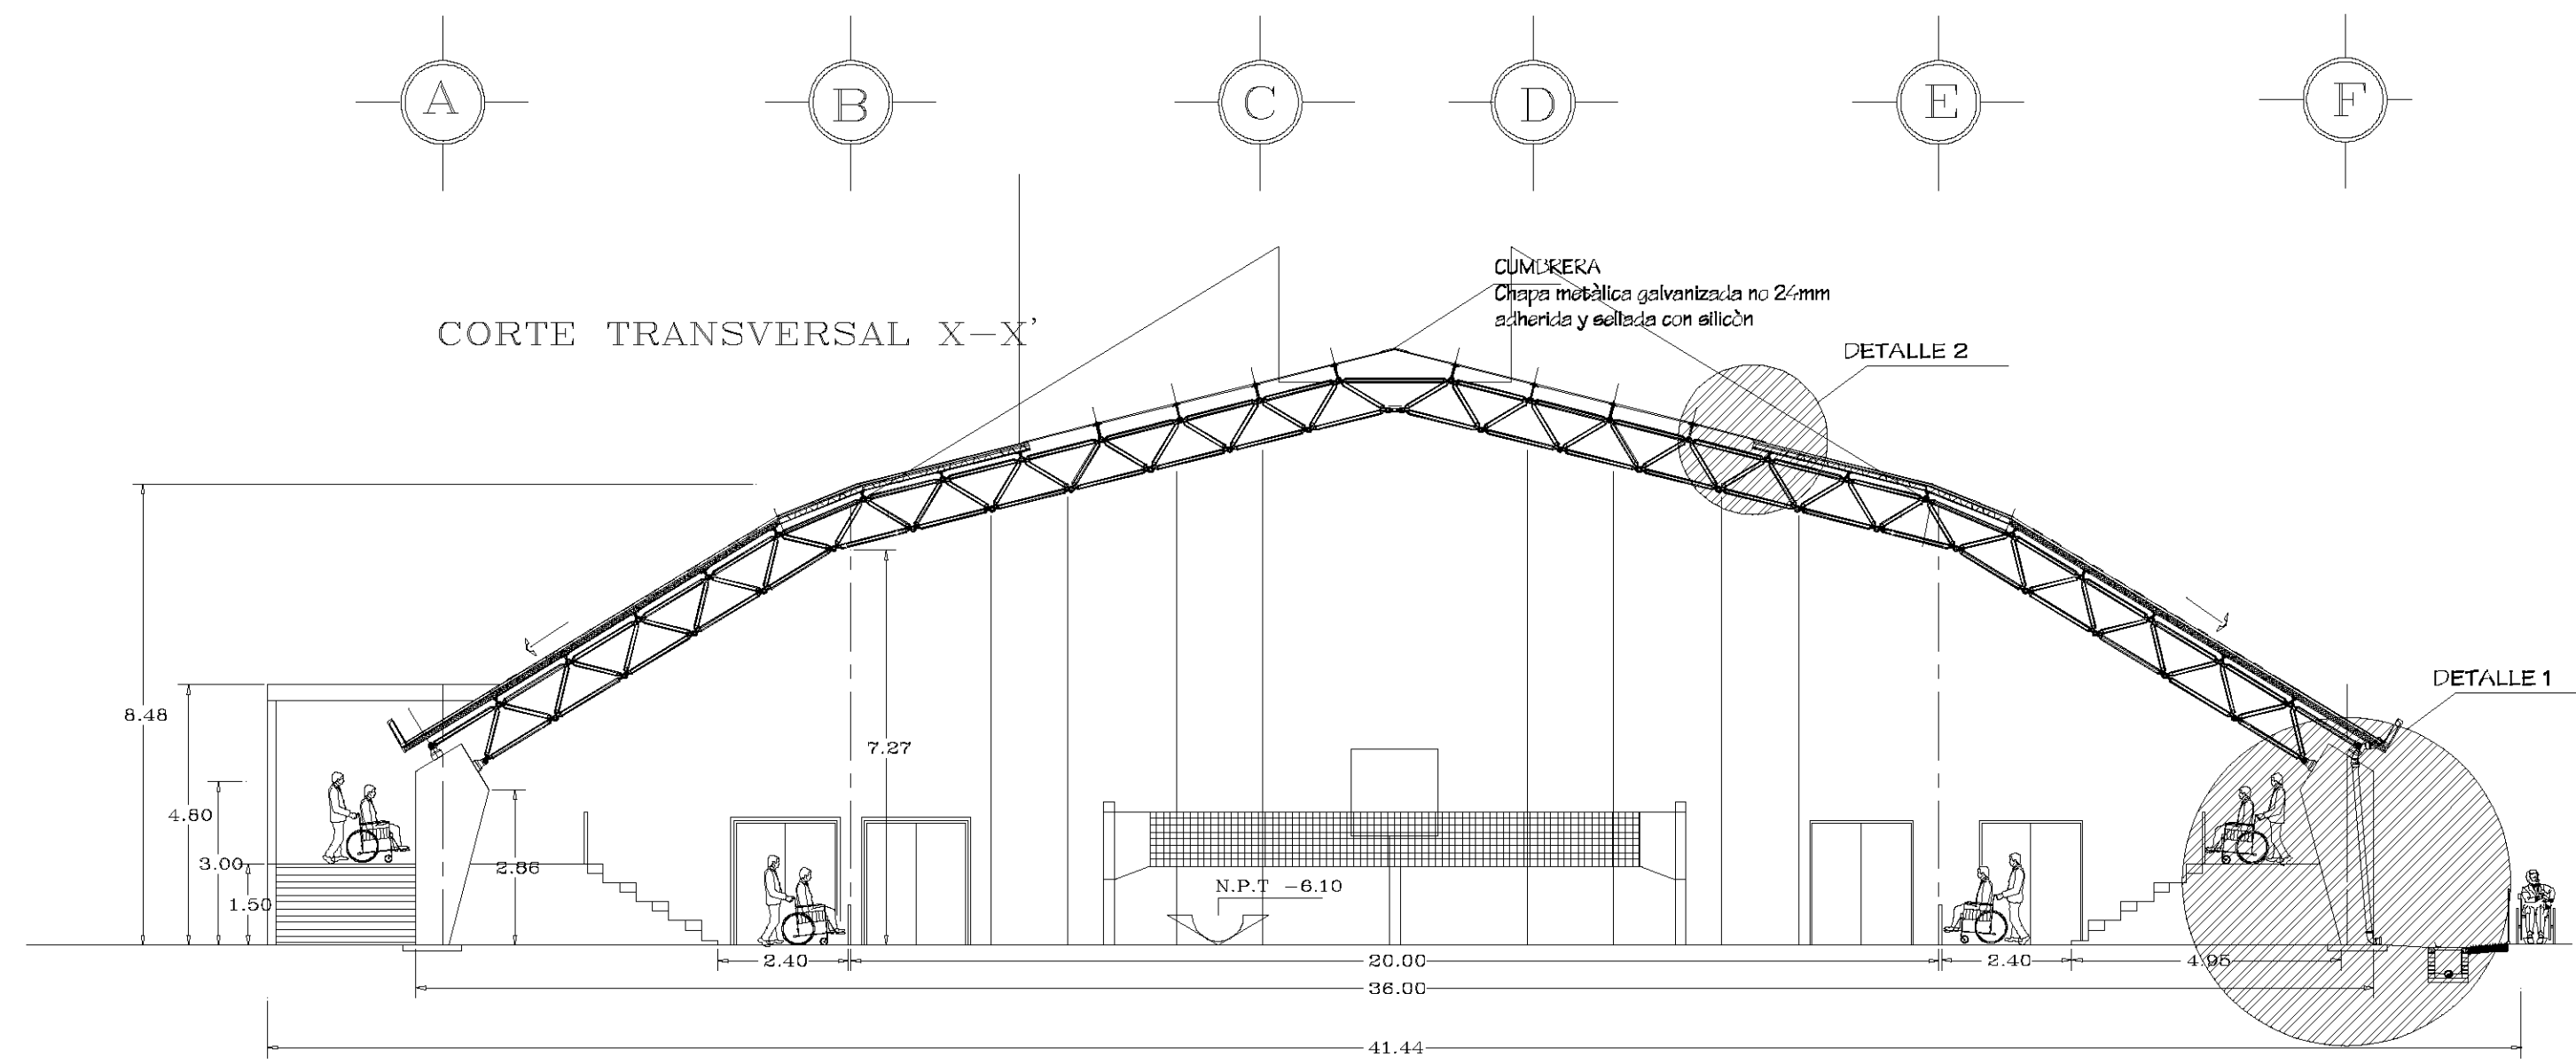 A
B
C
D
E
F
CUMBRERA
Chapa metàlica galvanizada no 24mm
adherida y sellada con silicòn
CORTE TRANSVERSAL X-X'
DETALLE 2
DETALLE 1
8.48
7.27
4.80
3.00
2.86
1.50
N.P.T -6.10
2.40
20.00
2.40
4.95
36.00
41.44